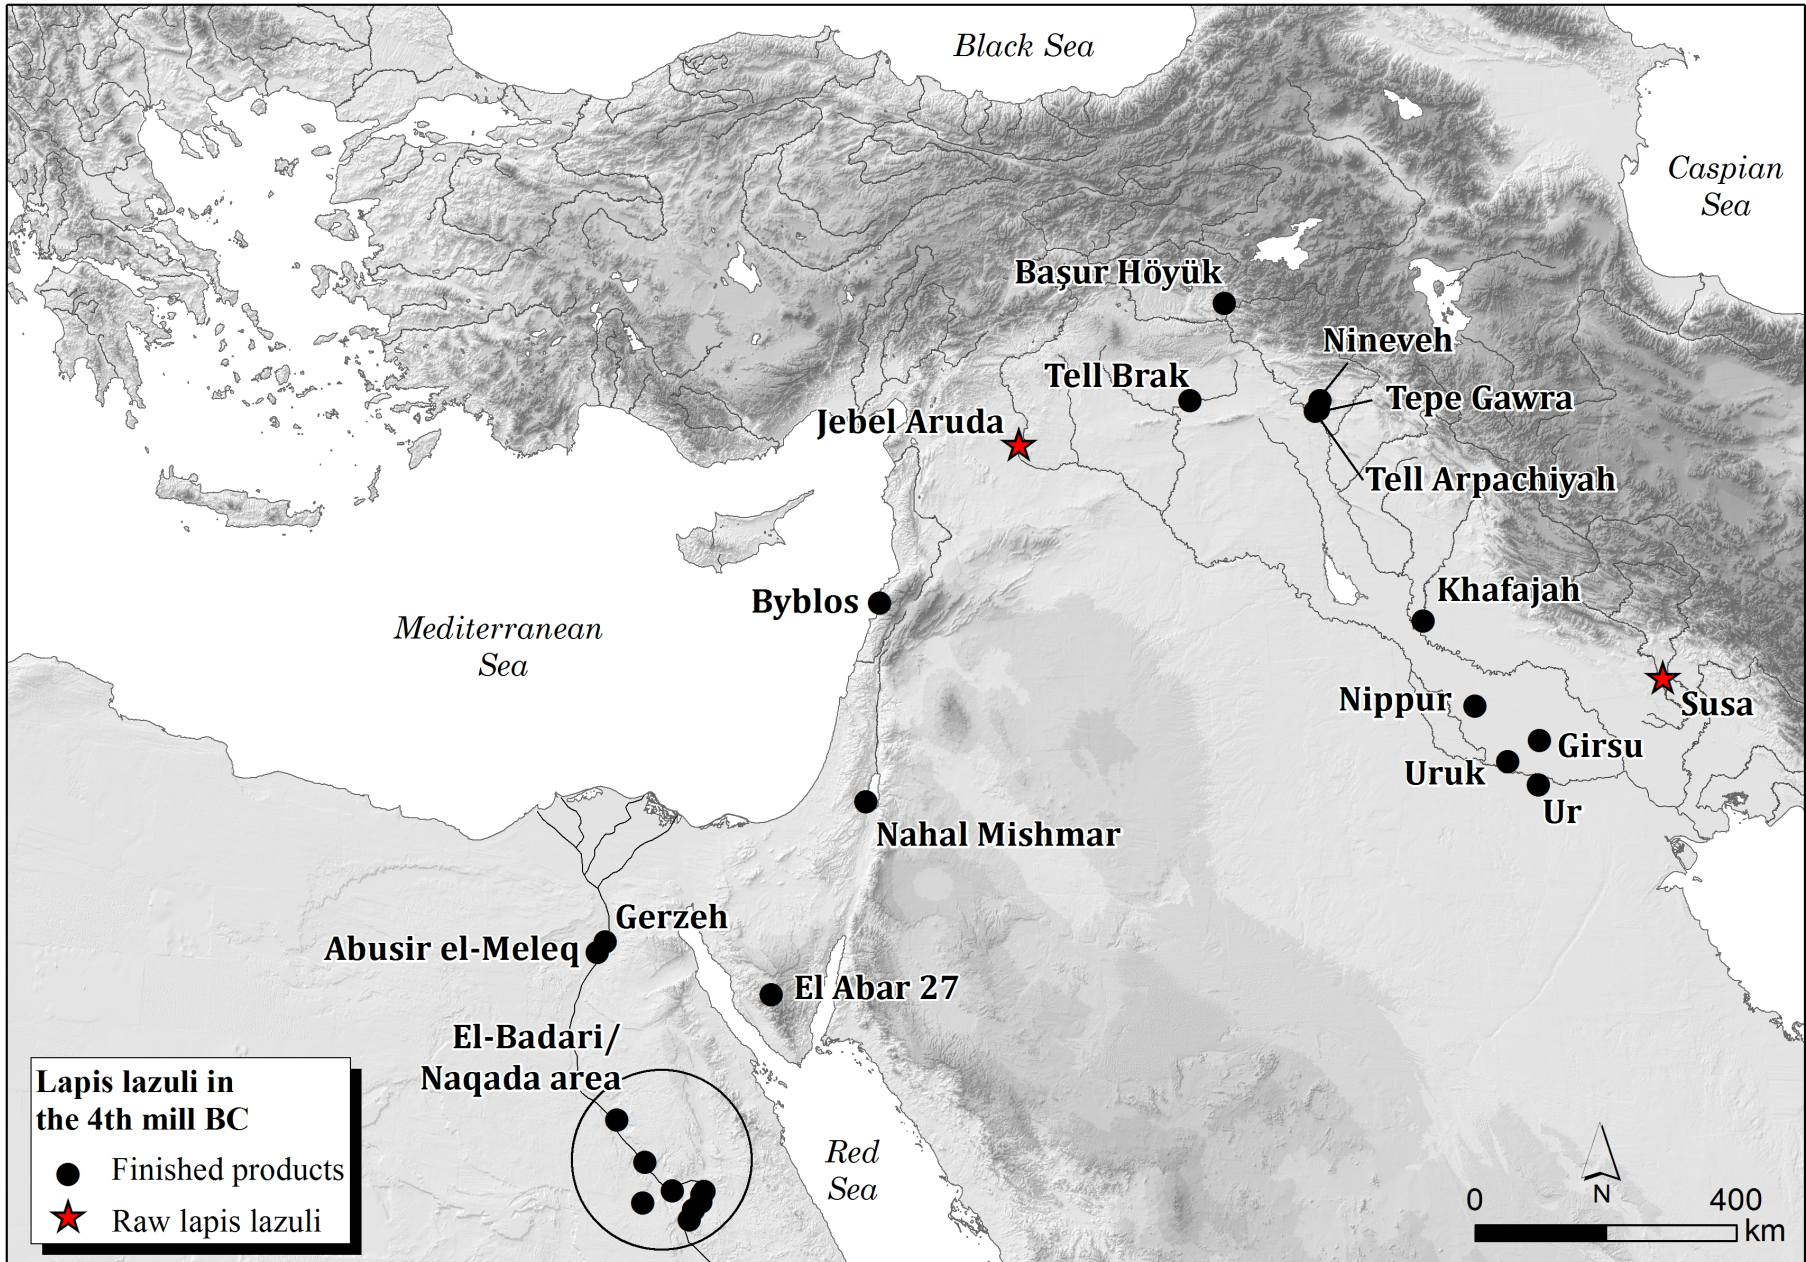 Black Sea
Caspian
Sea
Başur Höyük
Nineveh
Tell Brak
Tepe Gawra
Jebel Aruda
Tell Arpachiyah
Khafajah
Byblos
Mediterranean
Sea
Nippur
Susa
Girsu
Uruk
Ur
Nahal Mishmar
Gerzeh
Abusir el-Meleq
El Abar 27
El-Badari/
Naqada area
Red
Sea
Lapis lazuli in
the 4th mill BC
Finished products
Raw lapis lazuli
N
0 400
km